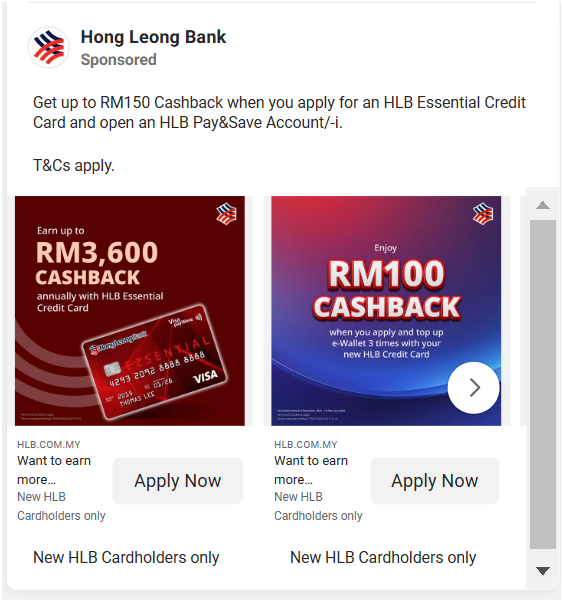 Hong Leong Bank
Sponsored
Get up to RM150 Cashback when you apply for an HLB Essential Credit
Card and open an HLB Pay&Save Account/-i.
T&Cs apply.
Earn up to
RM3,600
CASHBACK
annually with HLB Essential
Credit Card
HongLeong Bank
Visa payWave
ESSENTIAL
4293 2092 8888 8888
THOMAS LEE
VISA
HLB.COM.MY
Want to earn
more...
New HLB
Cardholders only
Apply Now
New HLB Cardholders only
Enjoy
RM100
CASHBACK
when you apply and top up
e-Wallet 3 times with your
new HLB Credit Card
HLB.COM.MY
Want to earn
more...
New HLB
Cardholders only
Apply Now
New HLB Cardholders only